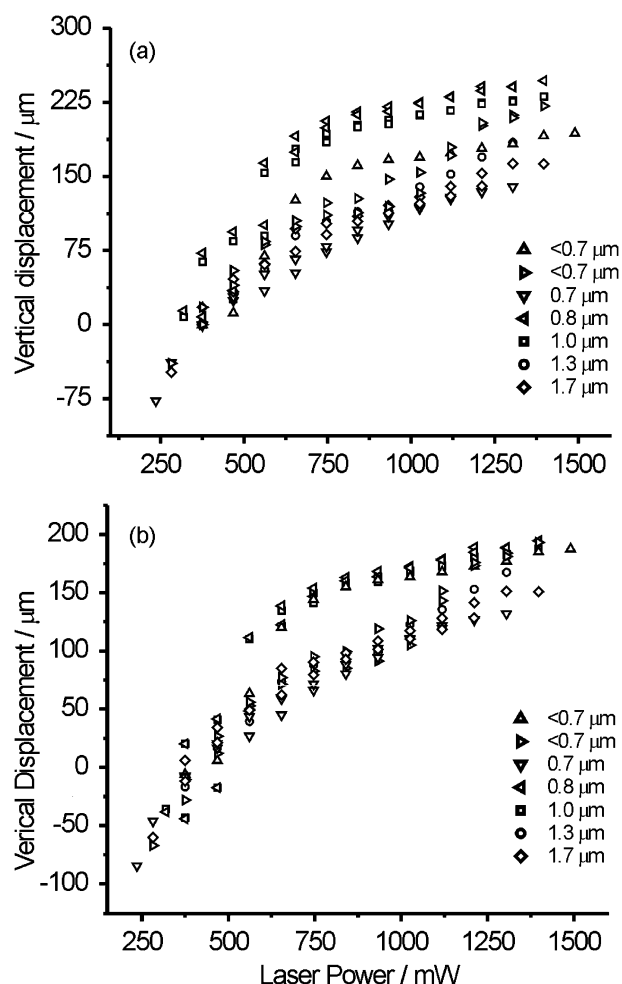 (a)
Vertical displacement / µm
300
225
150
75
0
-75
250 500 750 1000 1250 1500
<0.7 µm
<0.7 µm
0.7 µm
0.8 µm
1.0 µm
1.3 µm
1.7 µm
(b)
Verical Displacement / µm
200
150
100
50
0
-50
-100
250 500 750 1000 1250 1500
<0.7 µm
<0.7 µm
0.7 µm
0.8 µm
1.0 µm
1.3 µm
1.7 µm
Laser Power / mW